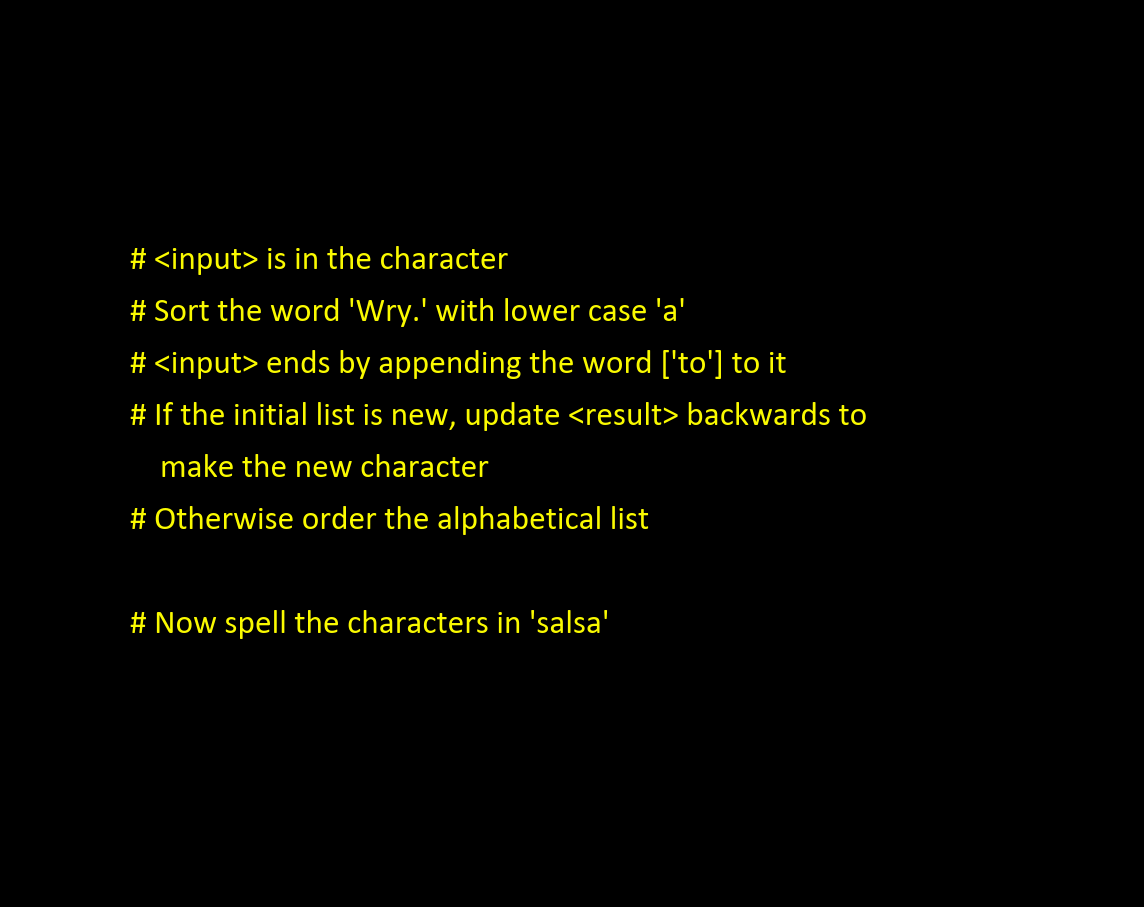 # <input> is in the character
# Sort the word 'Wry.' with lower case 'a'
# <input> ends by appending the word ['to'] to it
# If the initial list is new, update <result> backwards to
make the new character
# Otherwise order the alphabetical list
# Now spell the characters in 'salsa'